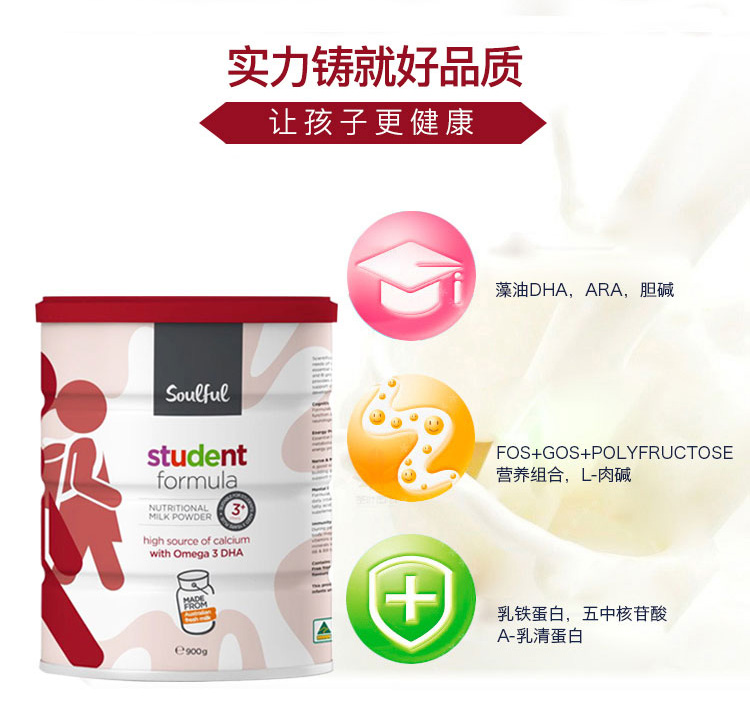 实力铸就好品质
让孩子更健康
藻油DHA，ARA，胆碱
FOS+GOS+POLYFRUCTOSE
营养组合，L-肉碱
乳铁蛋白，五中核苷酸
A-乳清蛋白
Soulful
student
formula
NUTRITIONAL
MILK POWDER
3+
high source of calcium
with Omega 3 DHA
MADE
FROM
Australian
fresh milk
℮900g